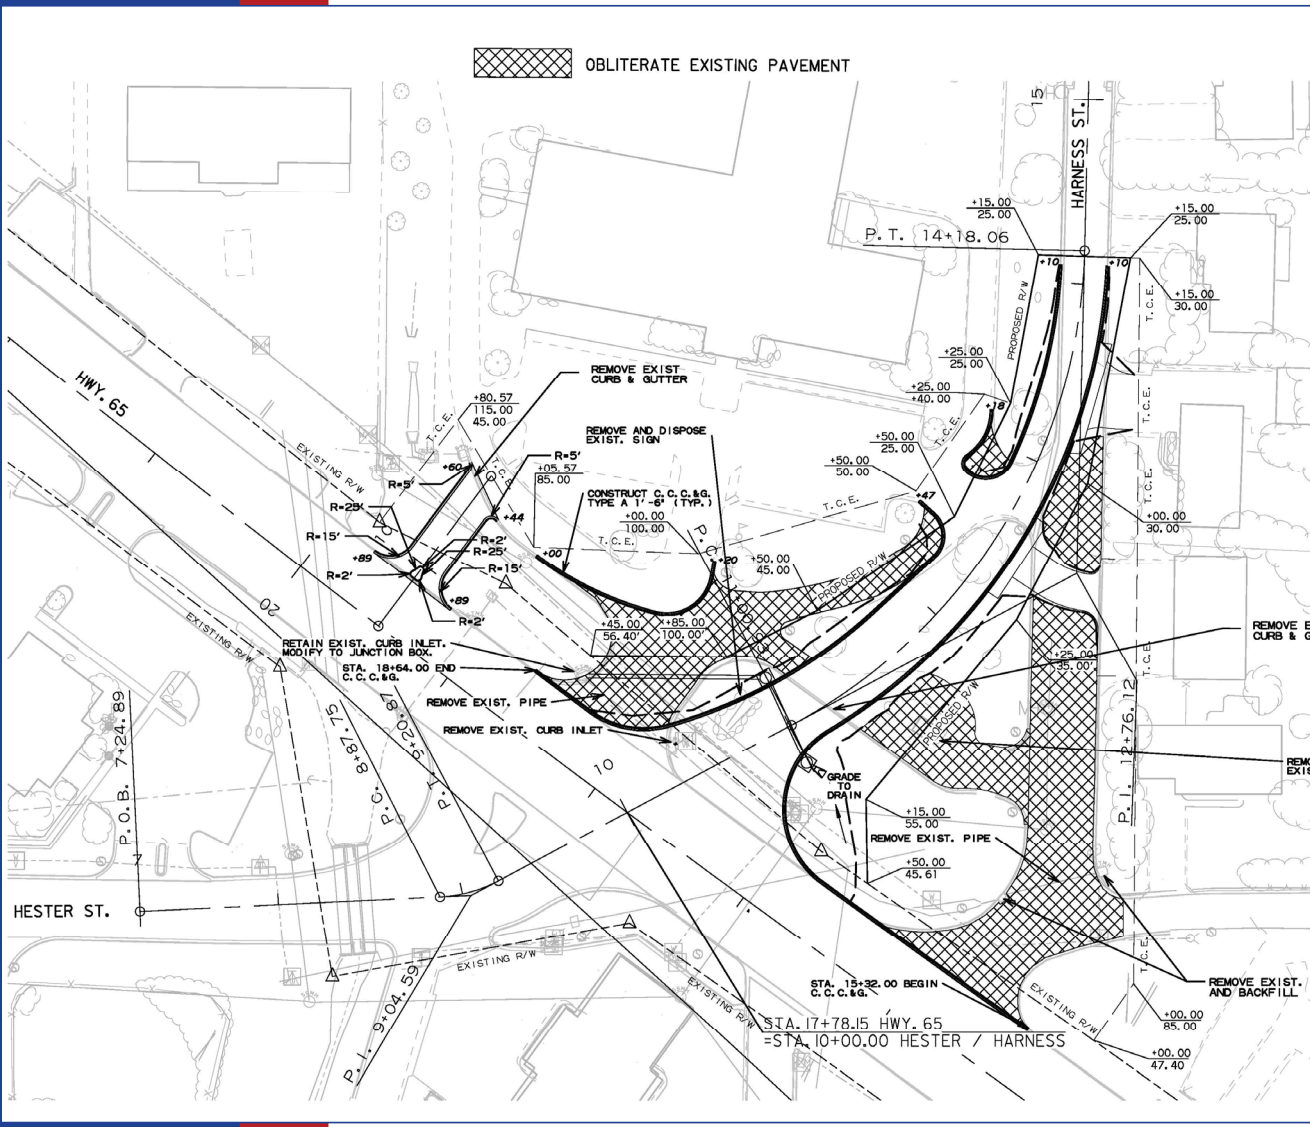 OBLITERATE EXISTING PAVEMENT
15
HARNESS ST.
+15.00
25.00
+15.00
25.00
P.T. 14+18.06
+10
+10
+15.00
30.00
T.C.E.
PROPOSED R/W
+25.00
25.00
+25.00
+40.00
+18
T.C.E.
T.C.E.
REMOVE EXIST
CURB & GUTTER
HWY. 65
+80.57
115.00
45.00
T.C.E.
REMOVE AND DISPOSE
EXIST. SIGN
+50.00
25.00
+50.00
50.00
EXISTING R/W
+60
R=5'
R=5'
T.C.E.
+05.57
85.00
CONSTRUCT C.C.C.&G.
TYPE A 1'-6" (TYP.)
+00.00
100.00
T.C.E.
+47
T.C.E.
+00.00
30.00
R=25'
+44
R=15'
R=2'
R=25'
T.C.E.
P.C.
+89
R=15'
+00
+20
+50.00
45.00
PROPOSED R/W
R=2'
+89
R=2'
20
EXISTING R/W
+45.00
56.40'
+85.00
100.00'
REMOVE E
CURB & G
RETAIN EXIST. CURB INLET.
MODIFY TO JUNCTION BOX.
STA. 18+64.00 END
C.C.C.&G.
+25.00
35.00'
T.C.E.
REMOVE EXIST. PIPE
REMOVE EXIST. CURB INLET
PROPOSED R/W
P.O.B. 7+24.89
P.C. 8+87.75
P.T. 9+20.87
10
GRADE
TO
DRAIN
P.I. 12+76.12
REMO
EXIS
+15.00
55.00
REMOVE EXIST. PIPE
+50.00
45.61
7
HESTER ST.
EXISTING R/W
T.C.E.
P.I. 9+04.59
EXISTING R/W
STA. 15+32.00 BEGIN
C.C.C.&G.
REMOVE EXIST.
AND BACKFILL
EXISTING R/W
STA. 17+78.15 HWY. 65
=STA. 10+00.00 HESTER / HARNESS
+00.00
85.00
+00.00
47.40